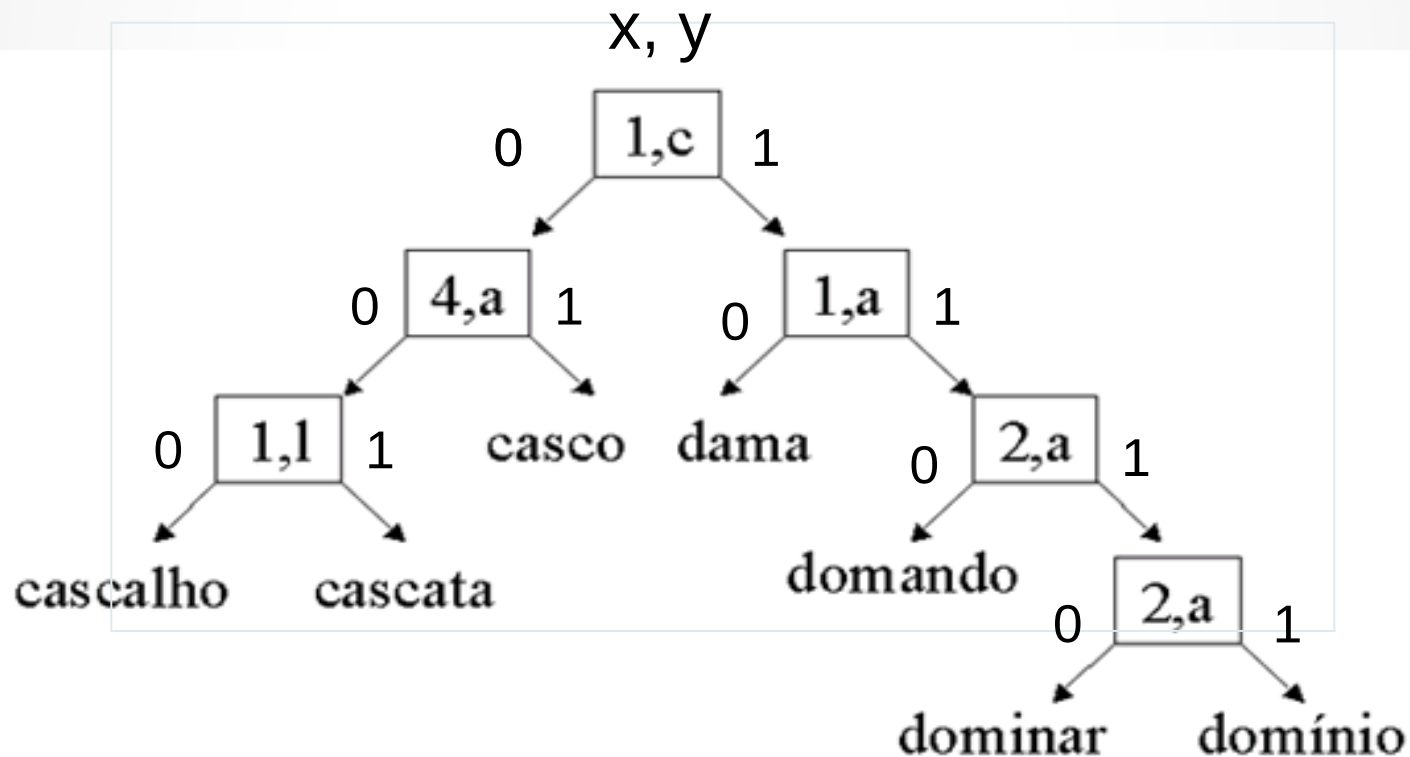 x, y
0 1,c 1
0 4,a 1 0 1,a 1
0 1,l 1 casco dama 0 2,a 1
cascalho cascata domando
0 2,a 1
dominar domínio